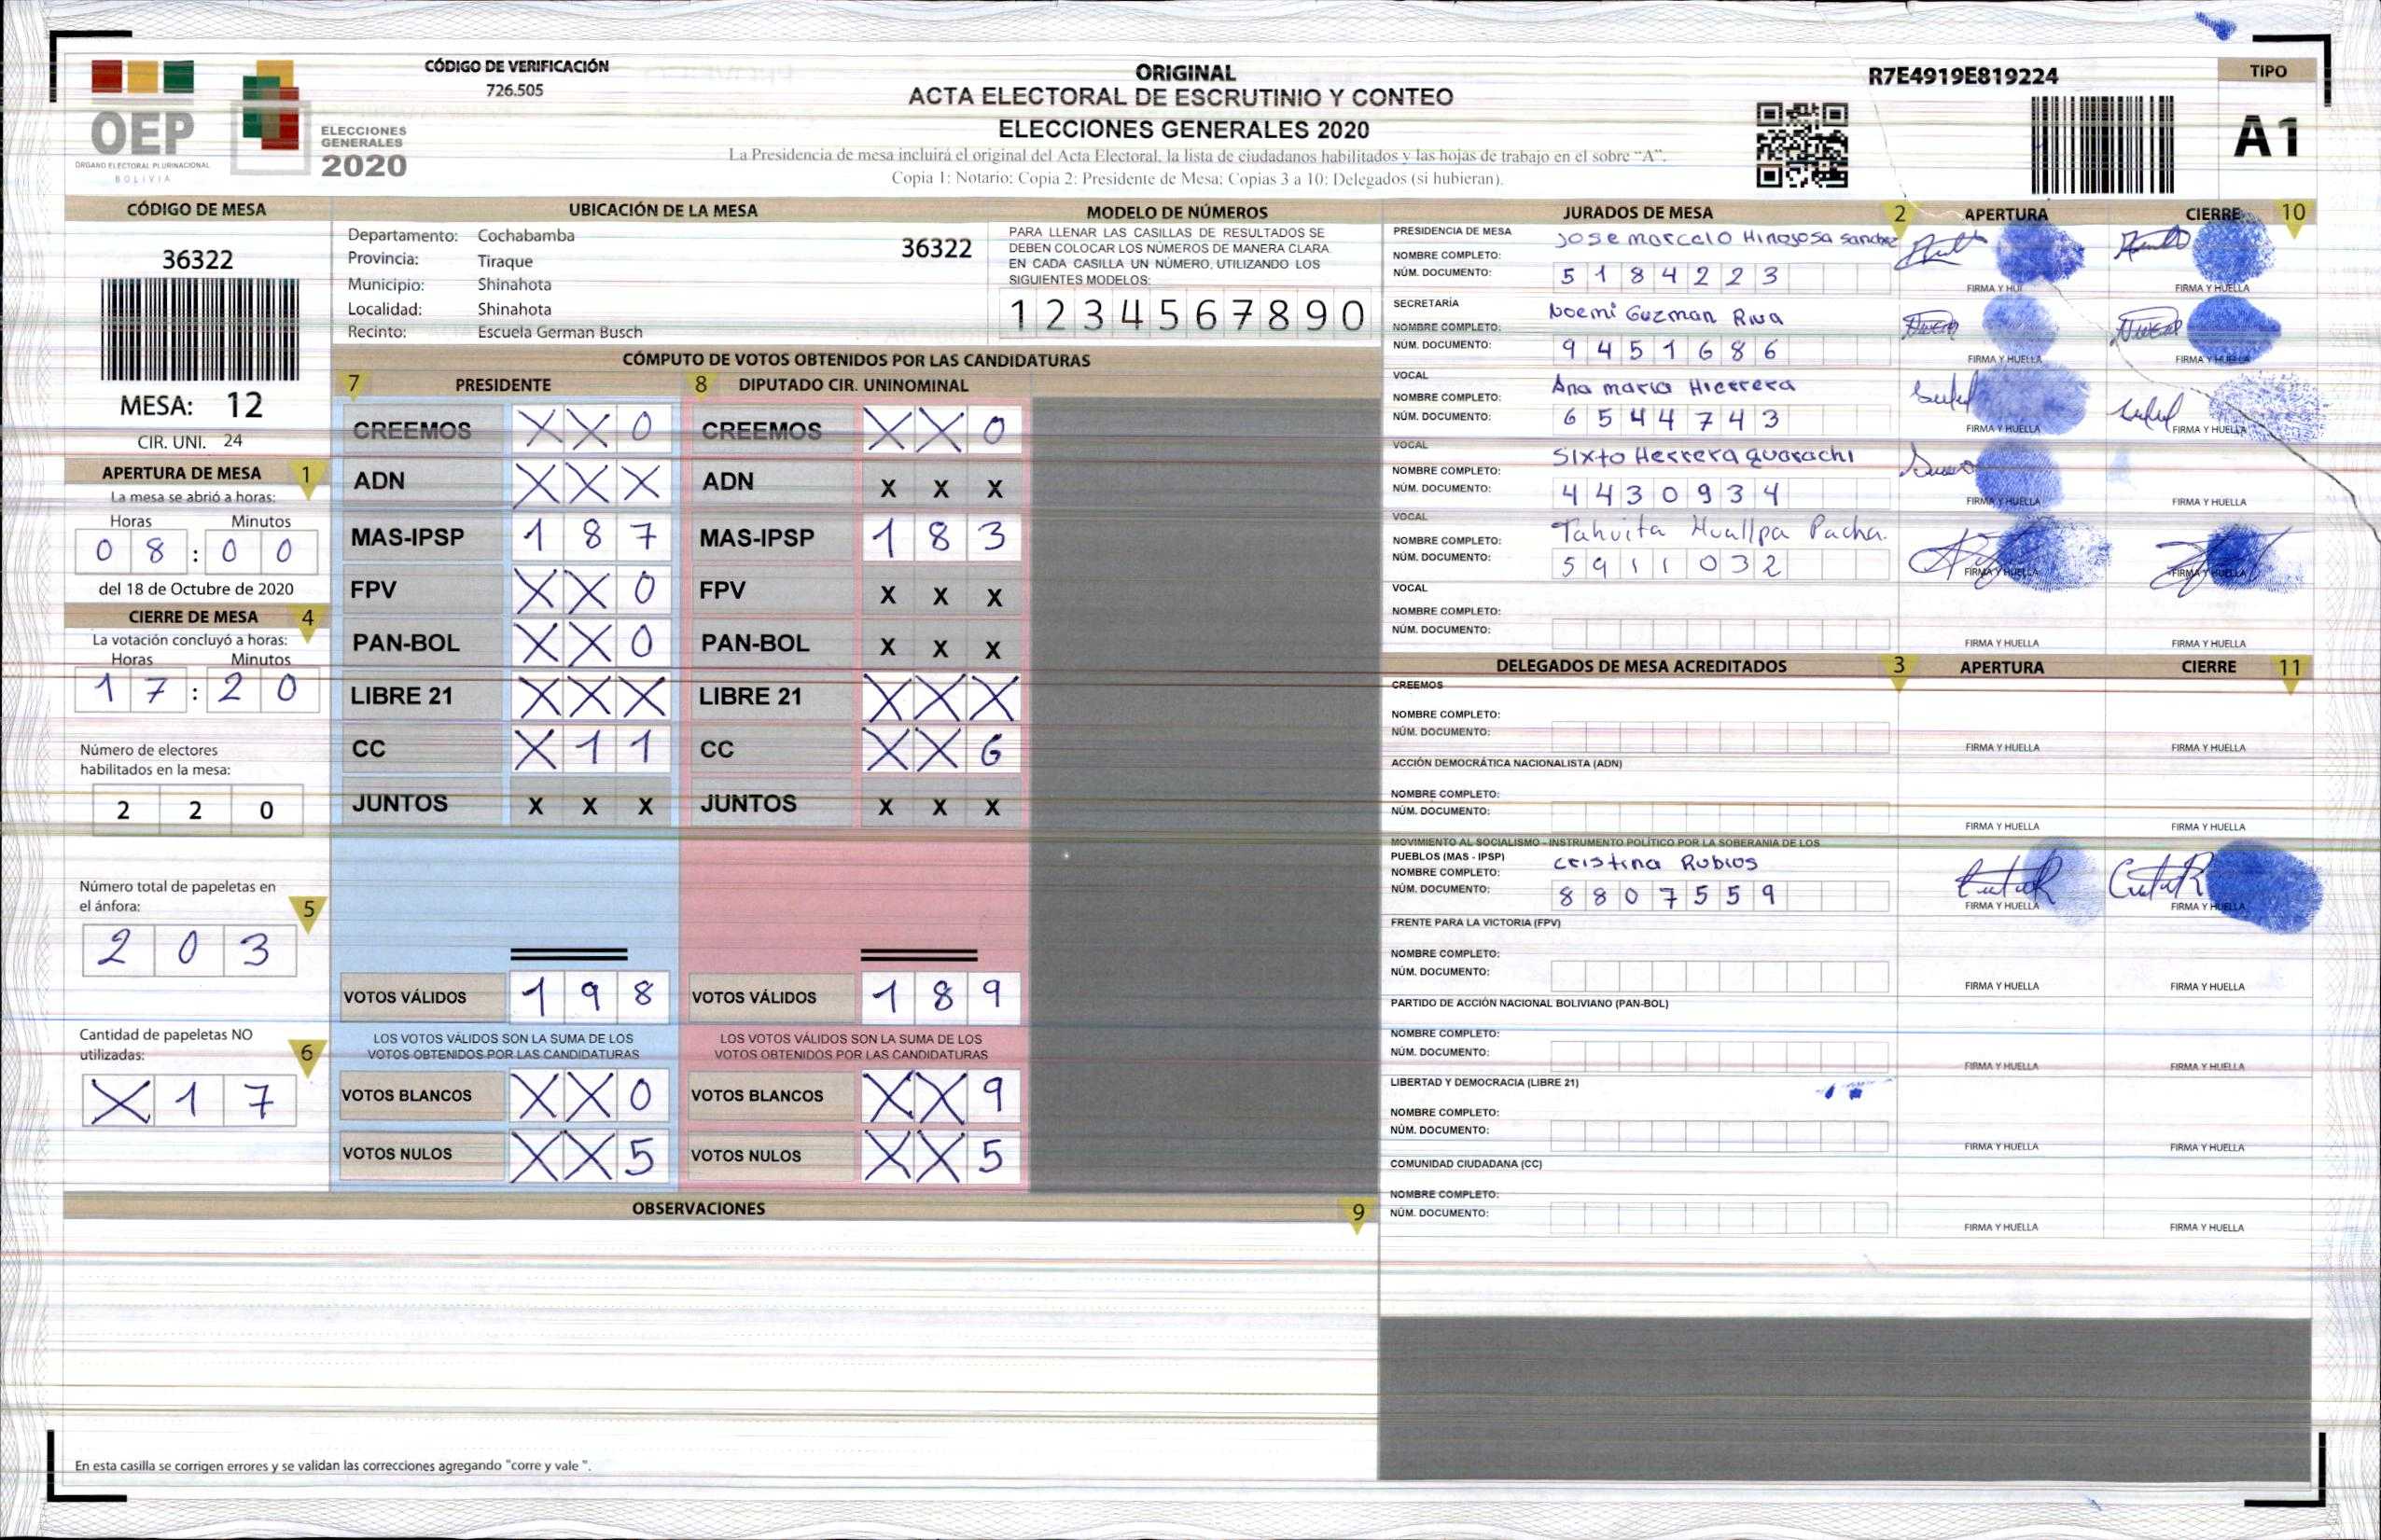 CÓDIGO DE VERIFICACIÓN
726.505
OEP
ÓRGANO ELECTORAL PLURINACIONAL
BOLIVIA
ELECCIONES
GENERALES
2020
ORIGINAL
ACTA ELECTORAL DE ESCRUTINIO Y CONTEO
ELECCIONES GENERALES 2020
La Presidencia de mesa incluirá el original del Acta Electoral, la lista de ciudadanos habilitados y las hojas de trabajo en el sobre "A".
Copia 1: Notario; Copia 2: Presidente de Mesa; Copias 3 a 10: Delegados (si hubieran).
R7E4919E819224
TIPO
A1
CÓDIGO DE MESA
36322
MESA: 12
CIR. UNI. 24
APERTURA DE MESA 1
La mesa se abrió a horas:
Horas Minutos
0 8 : 0 0
del 18 de Octubre de 2020
CIERRE DE MESA 4
La votación concluyó a horas:
Horas Minutos
1 7 : 2 0
Número de electores
habilitados en la mesa:
2 2 0
Número total de papeletas en
el ánfora: 5
2 0 3
Cantidad de papeletas NO
utilizadas: 6
X 1 7
UBICACIÓN DE LA MESA
Departamento: Cochabamba
36322
Provincia: Tiraque
Municipio: Shinahota
Localidad: Shinahota
Recinto: Escuela German Busch
MODELO DE NÚMEROS
PARA LLENAR LAS CASILLAS DE RESULTADOS SE
DEBEN COLOCAR LOS NÚMEROS DE MANERA CLARA
EN CADA CASILLA UN NÚMERO, UTILIZANDO LOS
SIGUIENTES MODELOS:
1 2 3 4 5 6 7 8 9 0
CÓMPUTO DE VOTOS OBTENIDOS POR LAS CANDIDATURAS
7 PRESIDENTE 8 DIPUTADO CIR. UNINOMINAL
CREEMOS X X 0 CREEMOS X X 0
ADN X X X ADN X X X
MAS-IPSP 1 8 7 MAS-IPSP 1 8 3
FPV X X 0 FPV X X X
PAN-BOL X X 0 PAN-BOL X X X
LIBRE 21 X X X LIBRE 21 X X X
CC X 1 1 CC X X 6
JUNTOS X X X JUNTOS X X X
VOTOS VÁLIDOS 1 9 8 VOTOS VÁLIDOS 1 8 9
LOS VOTOS VÁLIDOS SON LA SUMA DE LOS LOS VOTOS VÁLIDOS SON LA SUMA DE LOS
VOTOS OBTENIDOS POR LAS CANDIDATURAS VOTOS OBTENIDOS POR LAS CANDIDATURAS
VOTOS BLANCOS X X 0 VOTOS BLANCOS X X 9
VOTOS NULOS X X 5 VOTOS NULOS X X 5
OBSERVACIONES 9
En esta casilla se corrigen errores y se validan las correcciones agregando "corre y vale ".
JURADOS DE MESA 2 APERTURA CIERRE 10
PRESIDENCIA DE MESA
NOMBRE COMPLETO: Jose marcelo Hinojosa Sanchez
NÚM. DOCUMENTO: 5 1 8 4 2 2 3
FIRMA Y HUELLA
SECRETARÍA
NOMBRE COMPLETO: Noemi Guzman Riva
NÚM. DOCUMENTO: 9 4 5 1 6 8 6
FIRMA Y HUELLA FIRMA Y HUELLA
VOCAL
NOMBRE COMPLETO: Ana maria Hierrera
NÚM. DOCUMENTO: 6 5 4 4 7 4 3
FIRMA Y HUELLA FIRMA Y HUELLA
VOCAL
NOMBRE COMPLETO: Sixto Herrera quarachi
NÚM. DOCUMENTO: 4 4 3 0 9 3 4
FIRMA Y HUELLA FIRMA Y HUELLA
VOCAL
NOMBRE COMPLETO: Tahuita Huallpa Pacha.
NÚM. DOCUMENTO: 5 9 1 1 0 3 2
FIRMA Y HUELLA FIRMA Y HUELLA
VOCAL
NOMBRE COMPLETO:
NÚM. DOCUMENTO:
FIRMA Y HUELLA FIRMA Y HUELLA
DELEGADOS DE MESA ACREDITADOS 3 APERTURA CIERRE 11
CREEMOS
NOMBRE COMPLETO:
NÚM. DOCUMENTO:
FIRMA Y HUELLA FIRMA Y HUELLA
ACCIÓN DEMOCRÁTICA NACIONALISTA (ADN)
NOMBRE COMPLETO:
NÚM. DOCUMENTO:
FIRMA Y HUELLA FIRMA Y HUELLA
MOVIMIENTO AL SOCIALISMO - INSTRUMENTO POLÍTICO POR LA SOBERANIA DE LOS
PUEBLOS (MAS - IPSP)
NOMBRE COMPLETO: Cristina Rubios
NÚM. DOCUMENTO: 8 8 0 7 5 5 9
FIRMA Y HUELLA FIRMA Y HUELLA
FRENTE PARA LA VICTORIA (FPV)
NOMBRE COMPLETO:
NÚM. DOCUMENTO:
FIRMA Y HUELLA FIRMA Y HUELLA
PARTIDO DE ACCIÓN NACIONAL BOLIVIANO (PAN-BOL)
NOMBRE COMPLETO:
NÚM. DOCUMENTO:
FIRMA Y HUELLA FIRMA Y HUELLA
LIBERTAD Y DEMOCRACIA (LIBRE 21)
NOMBRE COMPLETO:
NÚM. DOCUMENTO:
FIRMA Y HUELLA FIRMA Y HUELLA
COMUNIDAD CIUDADANA (CC)
NOMBRE COMPLETO:
NÚM. DOCUMENTO:
FIRMA Y HUELLA FIRMA Y HUELLA